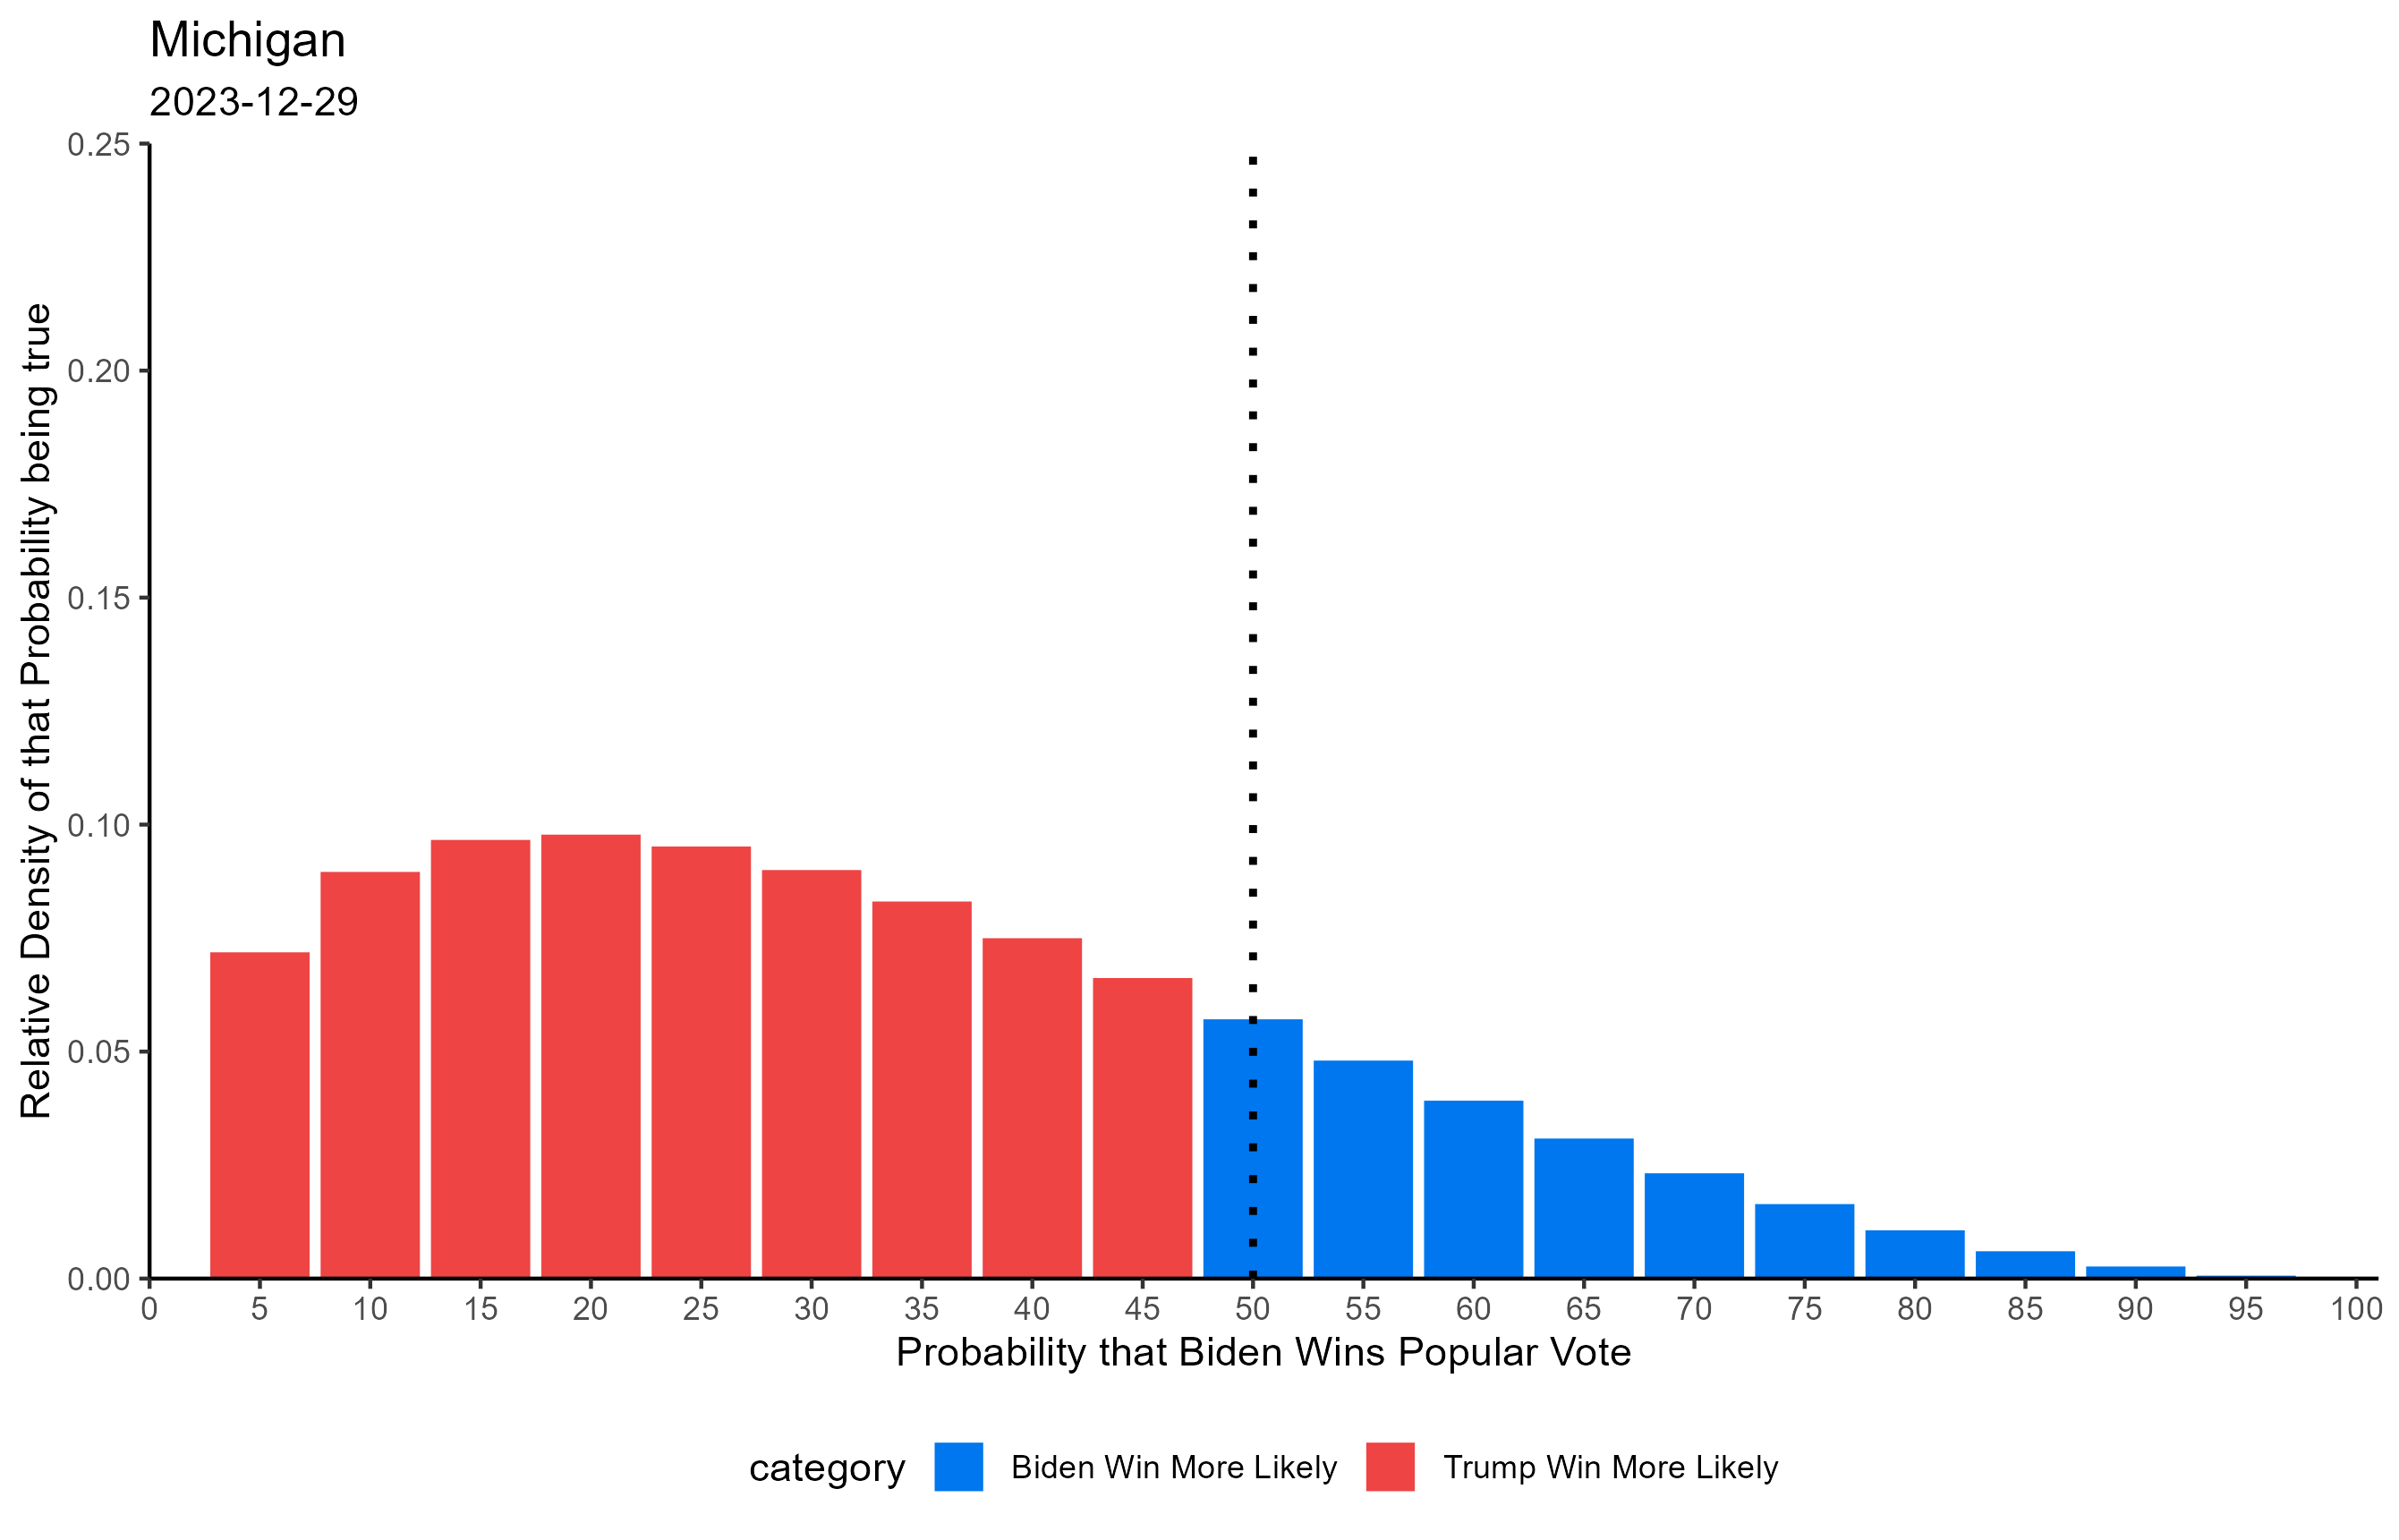 Michigan
2023-12-29
0.25
0.20
0.15
0.10
0.05
0.00
Relative Density of that Probability being true
0 5 10 15 20 25 30 35 40 45 50 55 60 65 70 75 80 85 90 95 100
Probability that Biden Wins Popular Vote
category Biden Win More Likely Trump Win More Likely